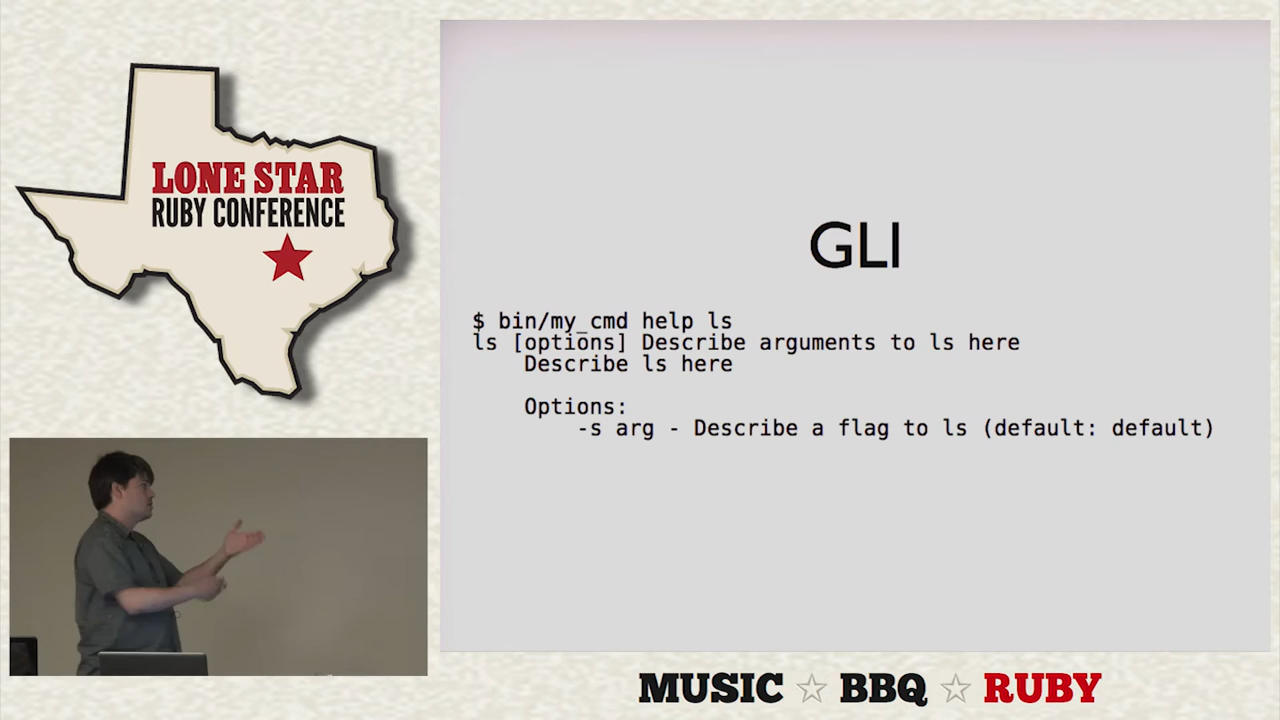 LONE STAR
RUBY CONFERENCE
GLI
$ bin/my_cmd help ls
ls [options] Describe arguments to ls here
Describe ls here
Options:
-s arg - Describe a flag to ls (default: default)
MUSIC ☆ BBQ ☆ RUBY